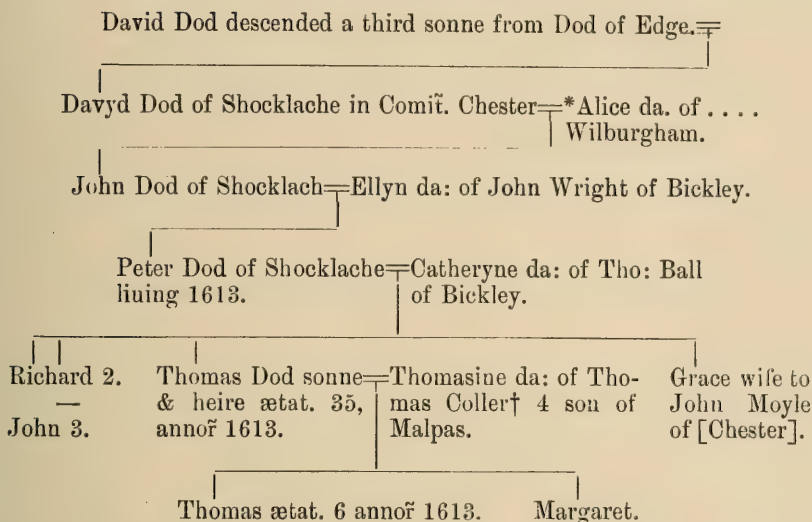 David Dod descended a third sonne from Dod of Edge.
Davyd Dod of Shocklache in Comit̃. Chester *Alice da. of . . . .
Wilburgham.
John Dod of Shocklach Ellyn da: of John Wright of Bickley.
Peter Dod of Shocklache Catheryne da: of Tho: Ball
liuing 1613. of Bickley.
Richard 2. Thomas Dod sonne Thomasine da: of Tho- Grace wife to
— & heire ætat. 35, mas Coller† 4 son of John Moyle
John 3. annor̃ 1613. Malpas. of [Chester].
Thomas ætat. 6 annor̃ 1613. Margaret.